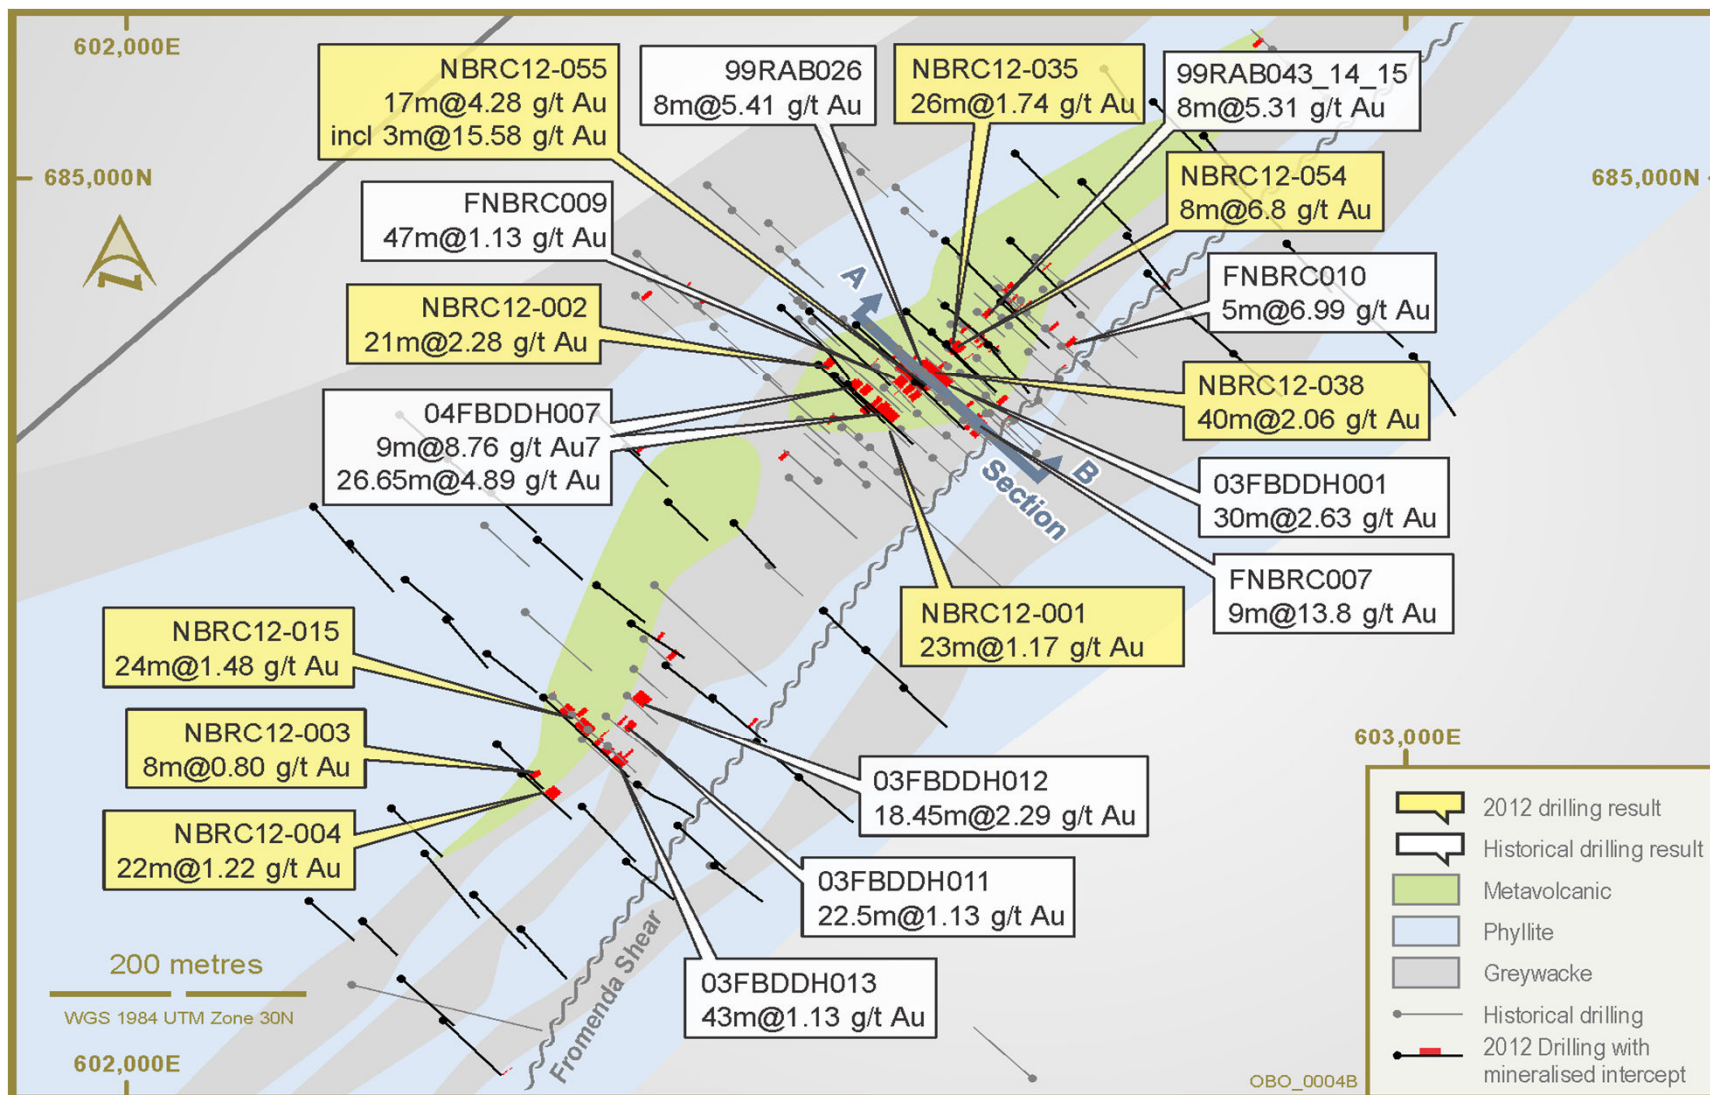 602,000E
NBRC12-055
17m@4.28 g/t Au
incl 3m@15.58 g/t Au
99RAB026
8m@5.41 g/t Au
NBRC12-035
26m@1.74 g/t Au
99RAB043_14_15
8m@5.31 g/t Au
685,000N
685,000N
NBRC12-054
8m@6.8 g/t Au
FNBRC009
47m@1.13 g/t Au
FNBRC010
5m@6.99 g/t Au
N
A
NBRC12-002
21m@2.28 g/t Au
NBRC12-038
40m@2.06 g/t Au
04FBDDH007
9m@8.76 g/t Au7
26.65m@4.89 g/t Au
B
Section
03FBDDH001
30m@2.63 g/t Au
FNBRC007
9m@13.8 g/t Au
NBRC12-001
23m@1.17 g/t Au
NBRC12-015
24m@1.48 g/t Au
NBRC12-003
8m@0.80 g/t Au
603,000E
03FBDDH012
18.45m@2.29 g/t Au
NBRC12-004
22m@1.22 g/t Au
03FBDDH011
22.5m@1.13 g/t Au
03FBDDH013
43m@1.13 g/t Au
Fromenda Shear
200 metres
WGS 1984 UTM Zone 30N
602,000E
2012 drilling result
Historical drilling result
Metavolcanic
Phyllite
Greywacke
Historical drilling
2012 Drilling with
mineralised intercept
OBO_0004B